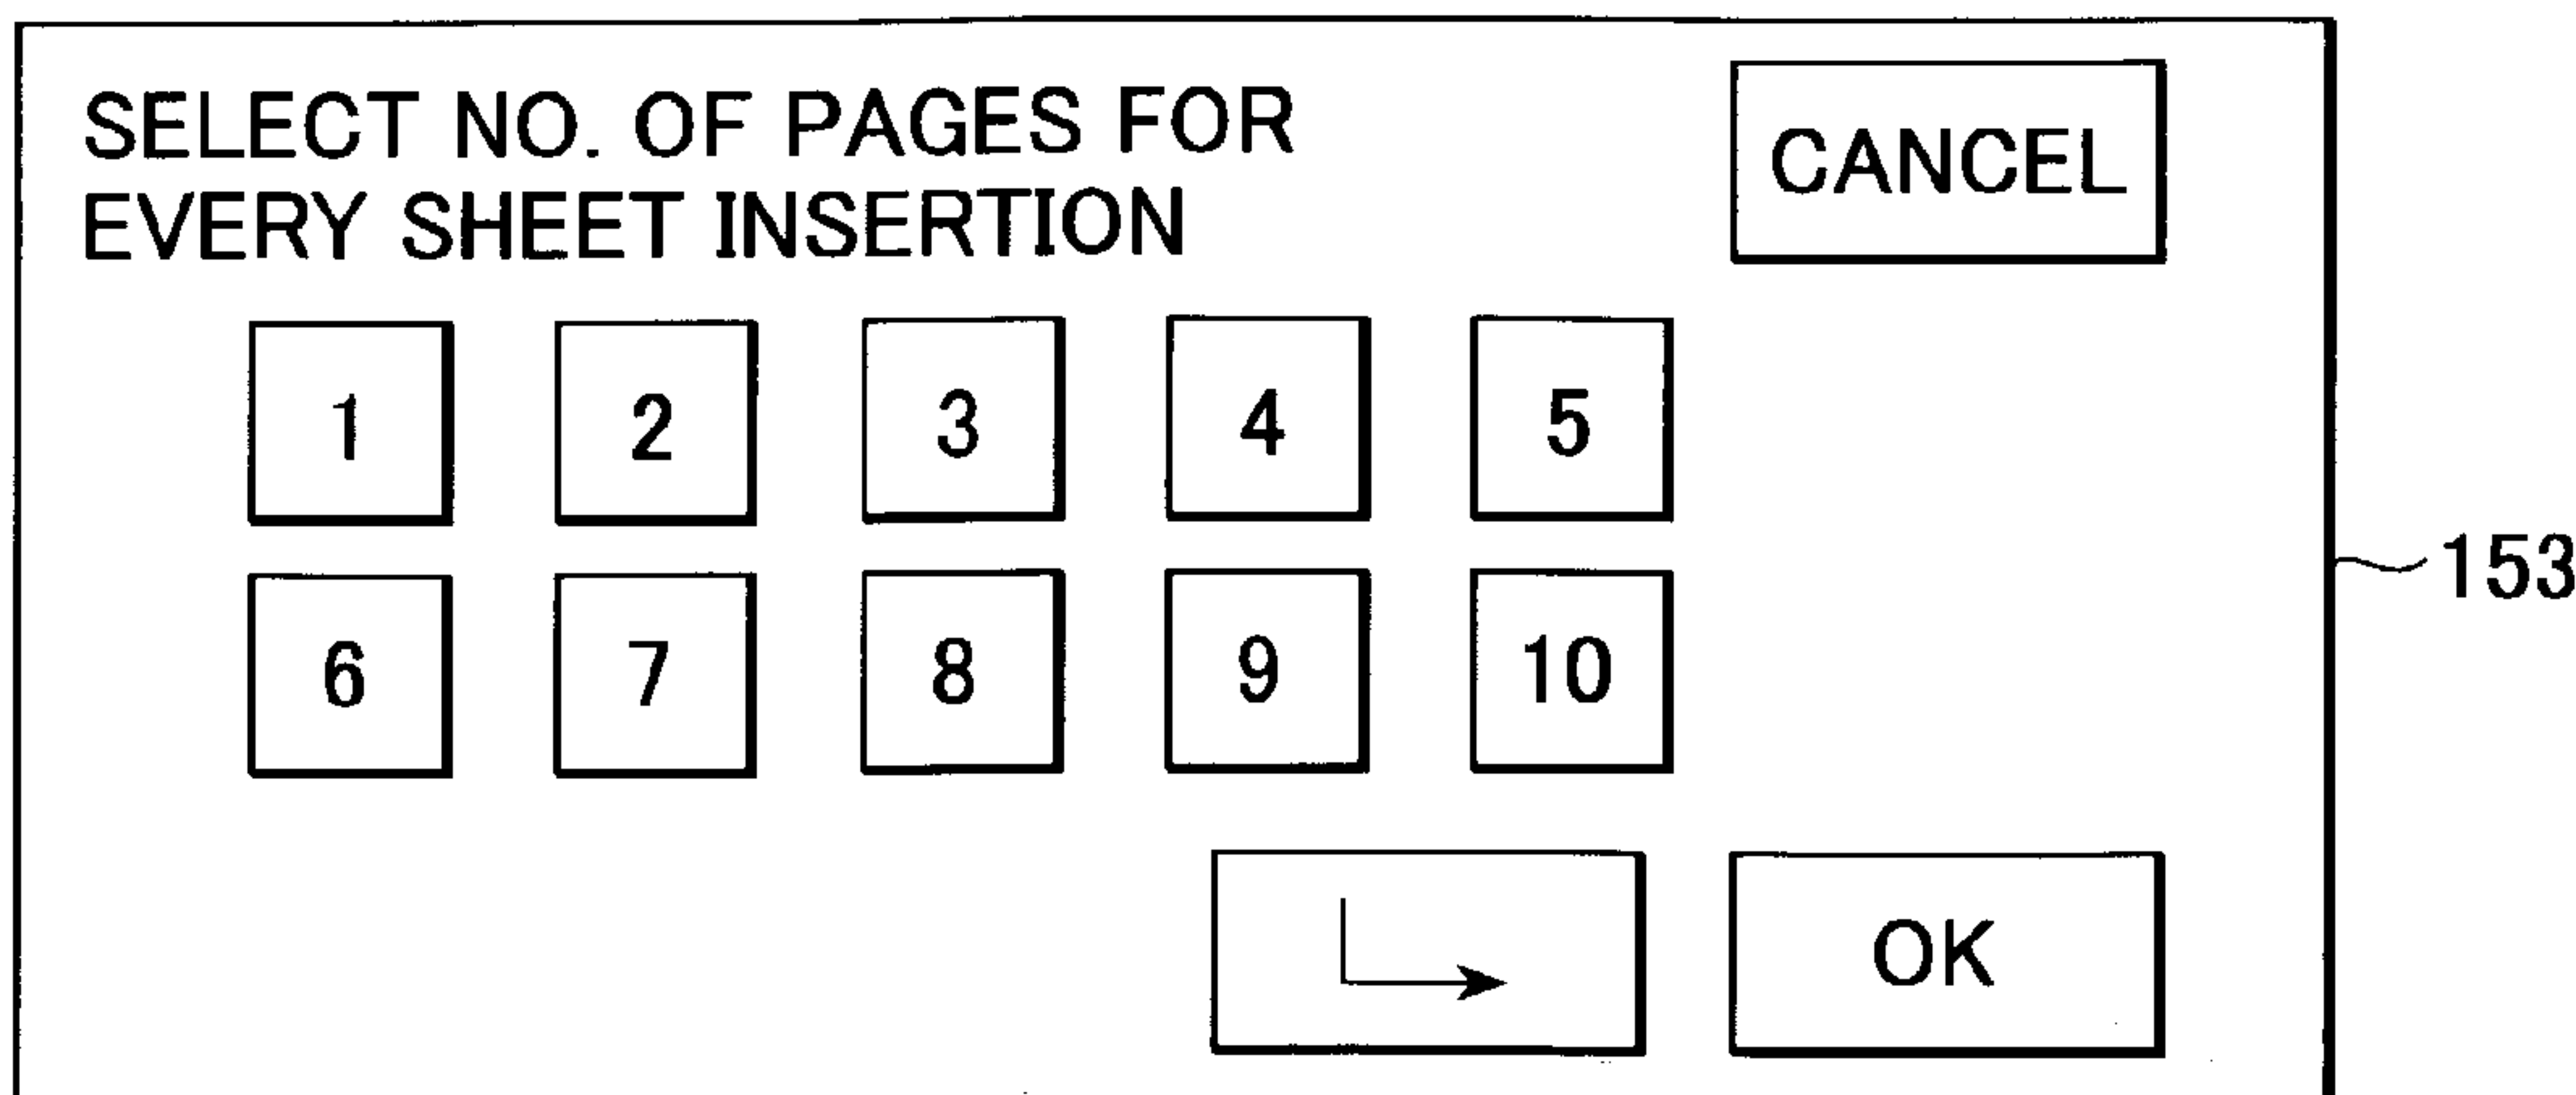 SELECT NO. OF PAGES FOR
EVERY SHEET INSERTION
CANCEL
1 2 3 4 5
6 7 8 9 10
153
OK